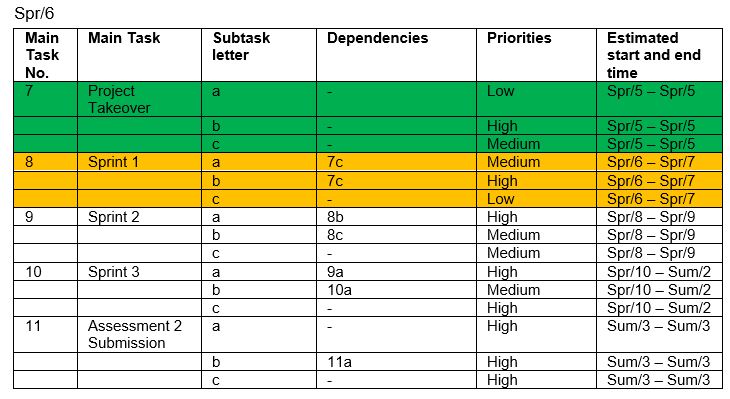 Spr/6
Main Task No. Main Task Subtask letter Dependencies Priorities Estimated start and end time
7 Project Takeover a - Low Spr/5 – Spr/5
b - High Spr/5 – Spr/5
c - Medium Spr/5 – Spr/5
8 Sprint 1 a 7c Medium Spr/6 – Spr/7
b 7c High Spr/6 – Spr/7
c - Low Spr/6 – Spr/7
9 Sprint 2 a 8b High Spr/8 – Spr/9
b 8c Medium Spr/8 – Spr/9
c - Medium Spr/8 – Spr/9
10 Sprint 3 a 9a High Spr/10 – Sum/2
b 10a Medium Spr/10 – Sum/2
c - High Spr/10 – Sum/2
11 Assessment 2 Submission a - High Sum/3 – Sum/3
b 11a High Sum/3 – Sum/3
c - High Sum/3 – Sum/3